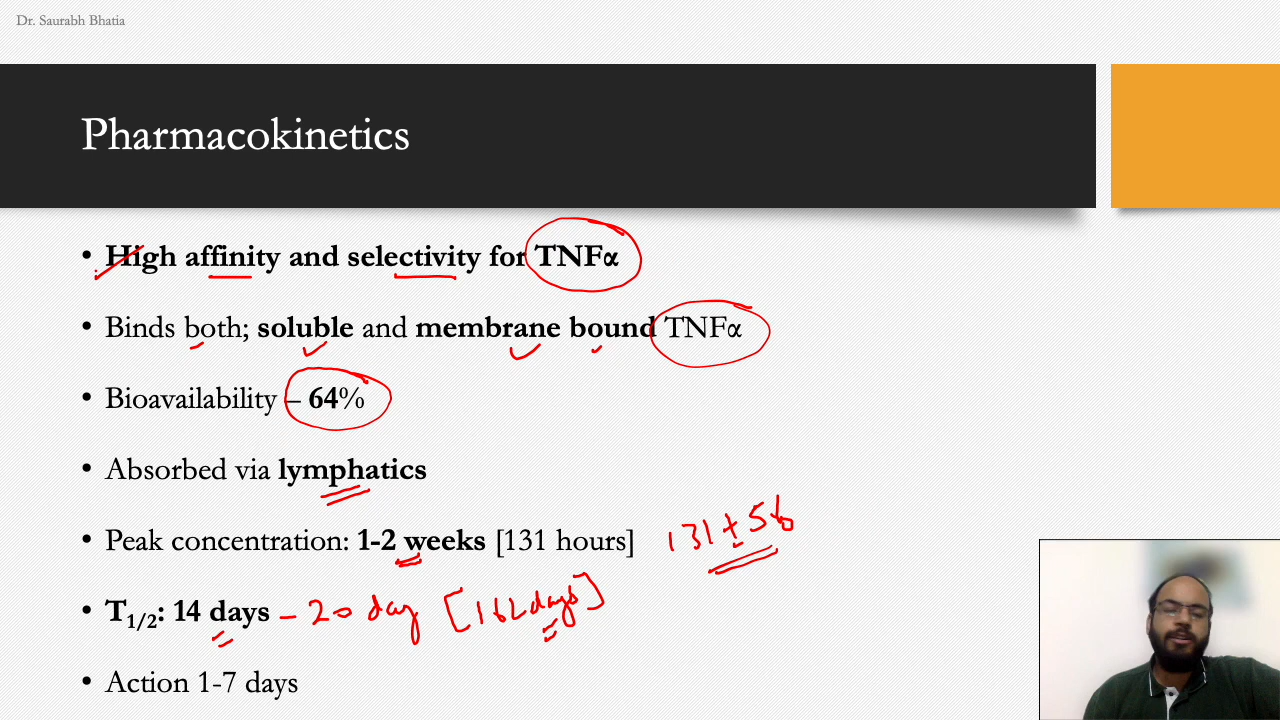 Dr. Saurabh Bhatia
Pharmacokinetics
• High affinity and selectivity for TNFα
• Binds both; soluble and membrane bound TNFα
• Bioavailability – 64%
• Absorbed via lymphatics
• Peak concentration: 1-2 weeks [131 hours] 131 ± 56
• T1/2: 14 days – 20 day [162 days]
• Action 1-7 days